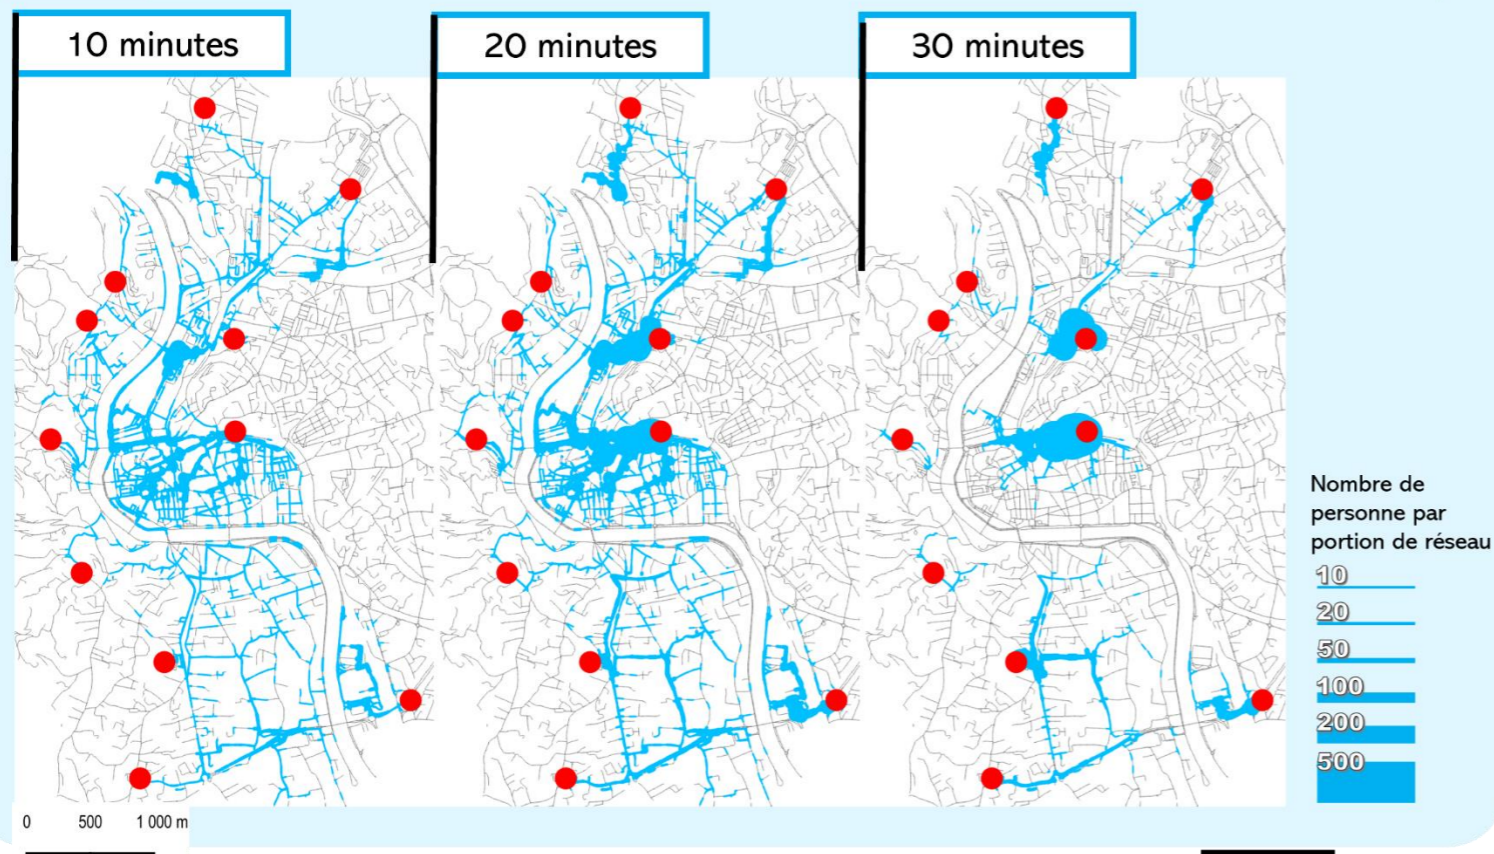 10 minutes
20 minutes
30 minutes
Nombre de
personne par
portion de réseau
10
20
50
100
200
500
0 500 1 000 m